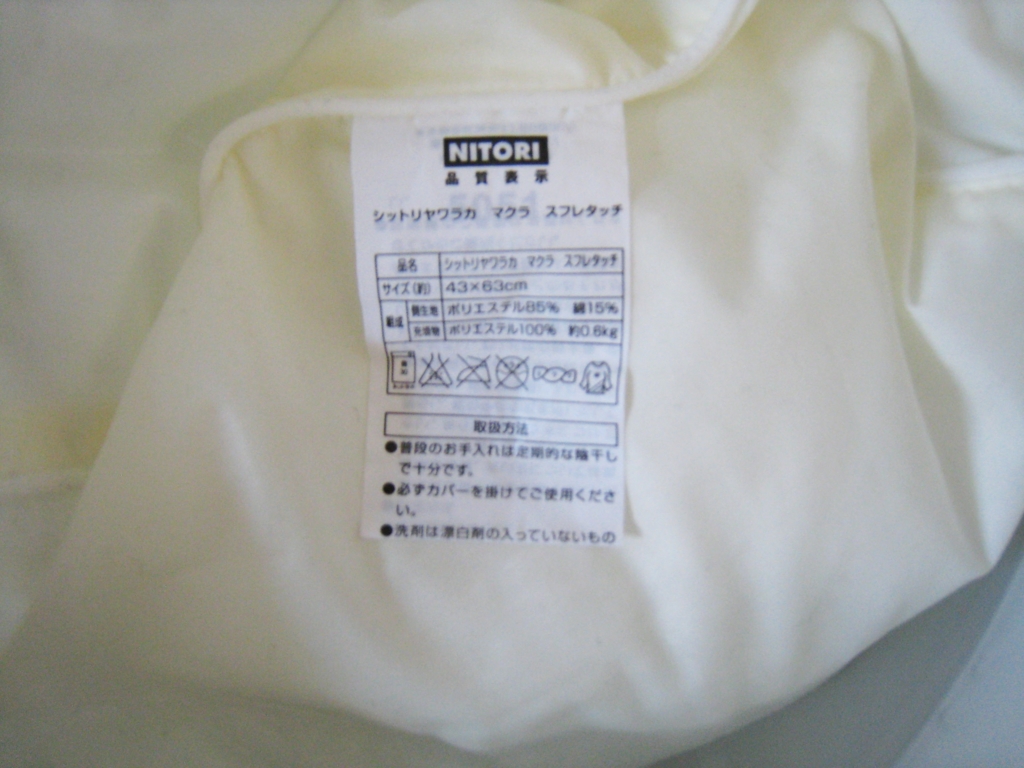 NITORI
品質表示
シットリヤワラカ マクラ スフレタッチ
品名 シットリヤワラカ マクラ スフレタッチ
サイズ(約) 43×63cm
組成 側生地 ポリエステル85% 綿15%
充填物 ポリエステル100% 約0.6kg
取扱方法
●普段のお手入れは定期的な陰干し
で十分です。
●必ずカバーを掛けてご使用くださ
い。
●洗剤は漂白剤の入っていないもの